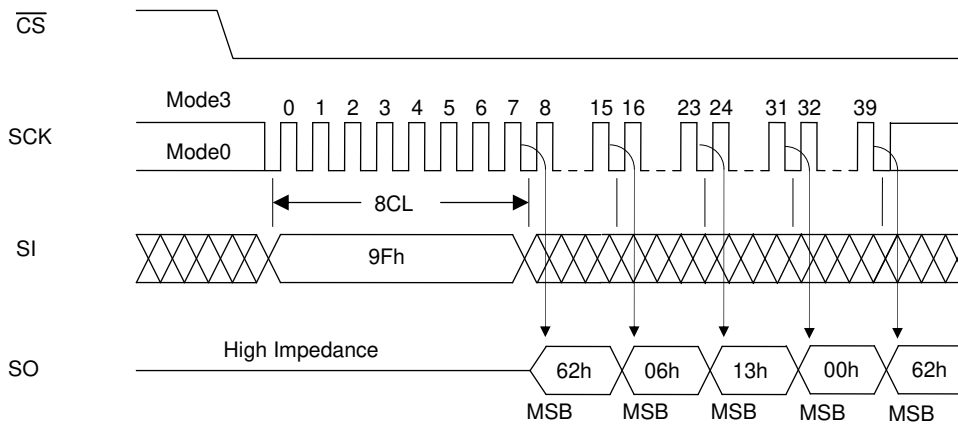 CS
Mode3
0 1 2 3 4 5 6 7 8 15 16 23 24 31 32 39
SCK
Mode0
8CL
SI
9Fh
High Impedance
SO
62h 06h 13h 00h 62h
MSB MSB MSB MSB MSB